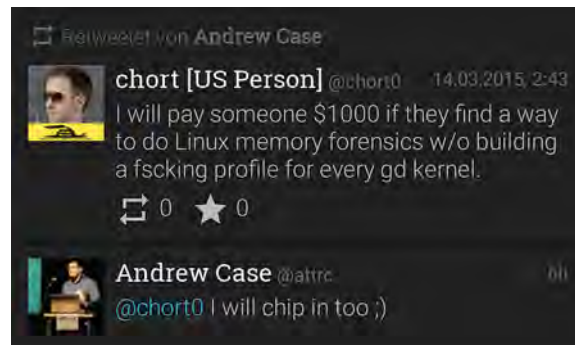 Retweetet von Andrew Case
chort [US Person] @chort0 14.03.2015, 2:43
I will pay someone $1000 if they find a way
to do Linux memory forensics w/o building
a fscking profile for every gd kernel.
0 0
Andrew Case @attrc
@chort0 I will chip in too ;)